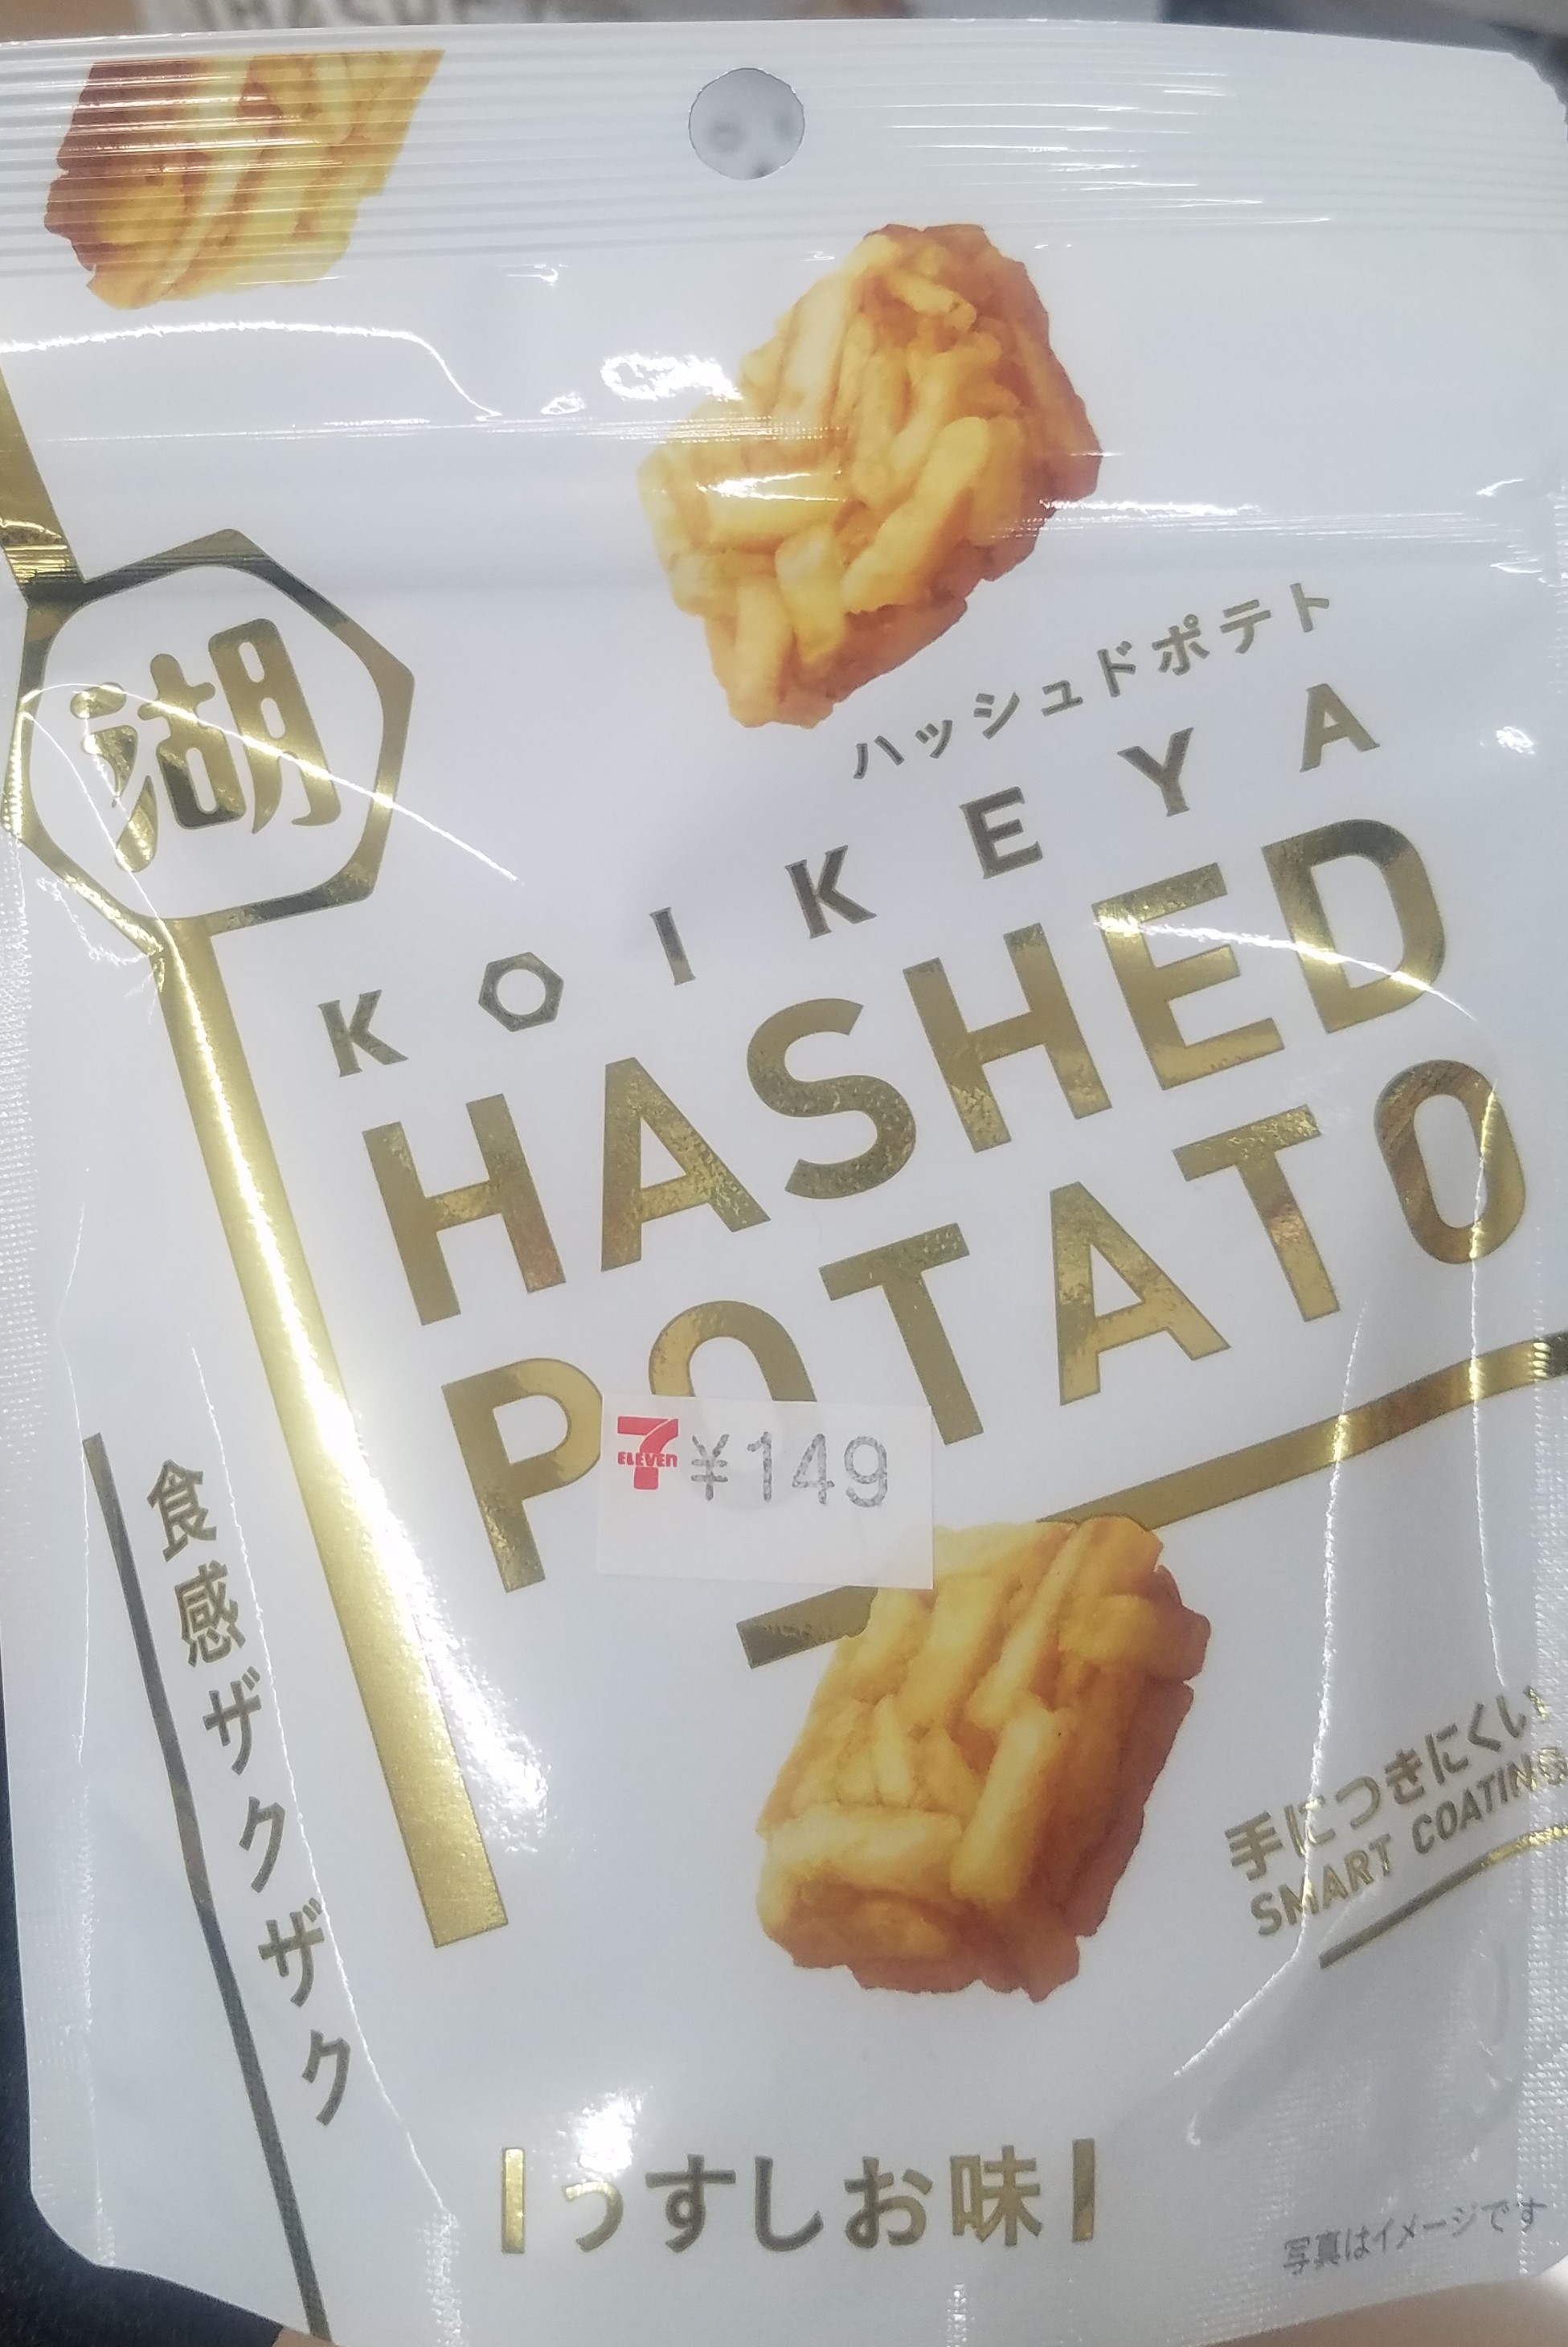 湖
ハッシュドポテト
KOIKEYA
HASHED
POTATO
7
ELEVEN
¥149
食感ザクザク
手につきにくい
SMART COATING
うすしお味
写真はイメージです